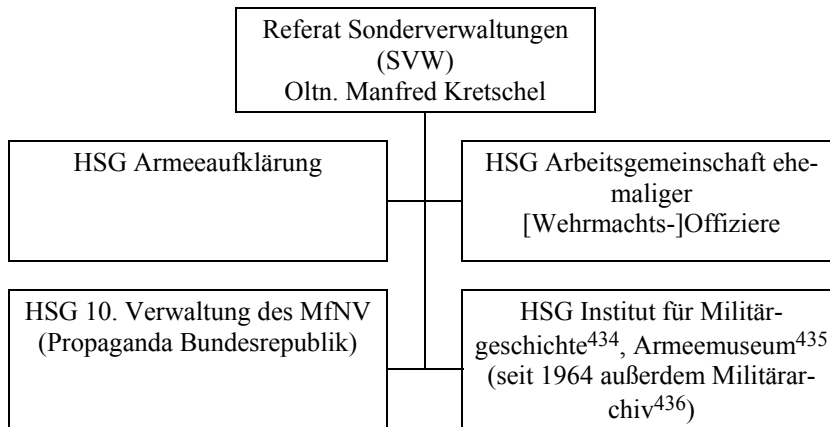 Referat Sonderverwaltungen
(SVW)
Oltn. Manfred Kretschel
HSG Armeeaufklärung
HSG Arbeitsgemeinschaft ehe-
maliger
[Wehrmachts-]Offiziere
HSG 10. Verwaltung des MfNV
(Propaganda Bundesrepublik)
HSG Institut für Militär-
geschichte434, Armeemuseum435
(seit 1964 außerdem Militärar-
chiv436)